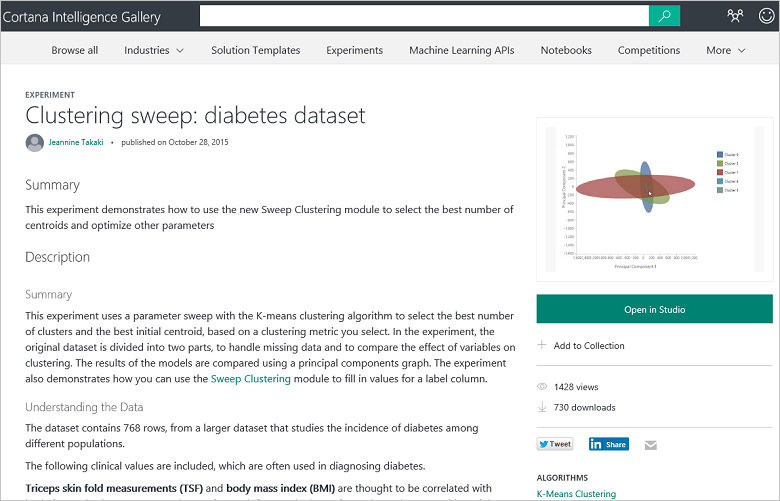 Cortana Intelligence Gallery
Browse all Industries Solution Templates Experiments Machine Learning APIs Notebooks Competitions More
EXPERIMENT
Clustering sweep: diabetes dataset
Jeannine Takaki • published on October 28, 2015
Summary
This experiment demonstrates how to use the new Sweep Clustering module to select the best number of
centroids and optimize other parameters
Description
Summary
This experiment uses a parameter sweep with the K-means clustering algorithm to select the best number
of clusters and the best initial centroid, based on a clustering metric you select. In the experiment, the
original dataset is divided into two parts, to handle missing data and to compare the effect of variables on
clustering. The results of the models are compared using a principal components graph. The experiment
also demonstrates how you can use the Sweep Clustering module to fill in values for a label column.
Understanding the Data
The dataset contains 768 rows, from a larger dataset that studies the incidence of diabetes among
different populations.
The following clinical values are included, which are often used in diagnosing diabetes.
Triceps skin fold measurements (TSF) and body mass index (BMI) are thought to be correlated with
Principal Component 2
Principal Component 1
Open in Studio
Add to Collection
1428 views
730 downloads
Tweet
in Share
ALGORITHMS
K-Means Clustering